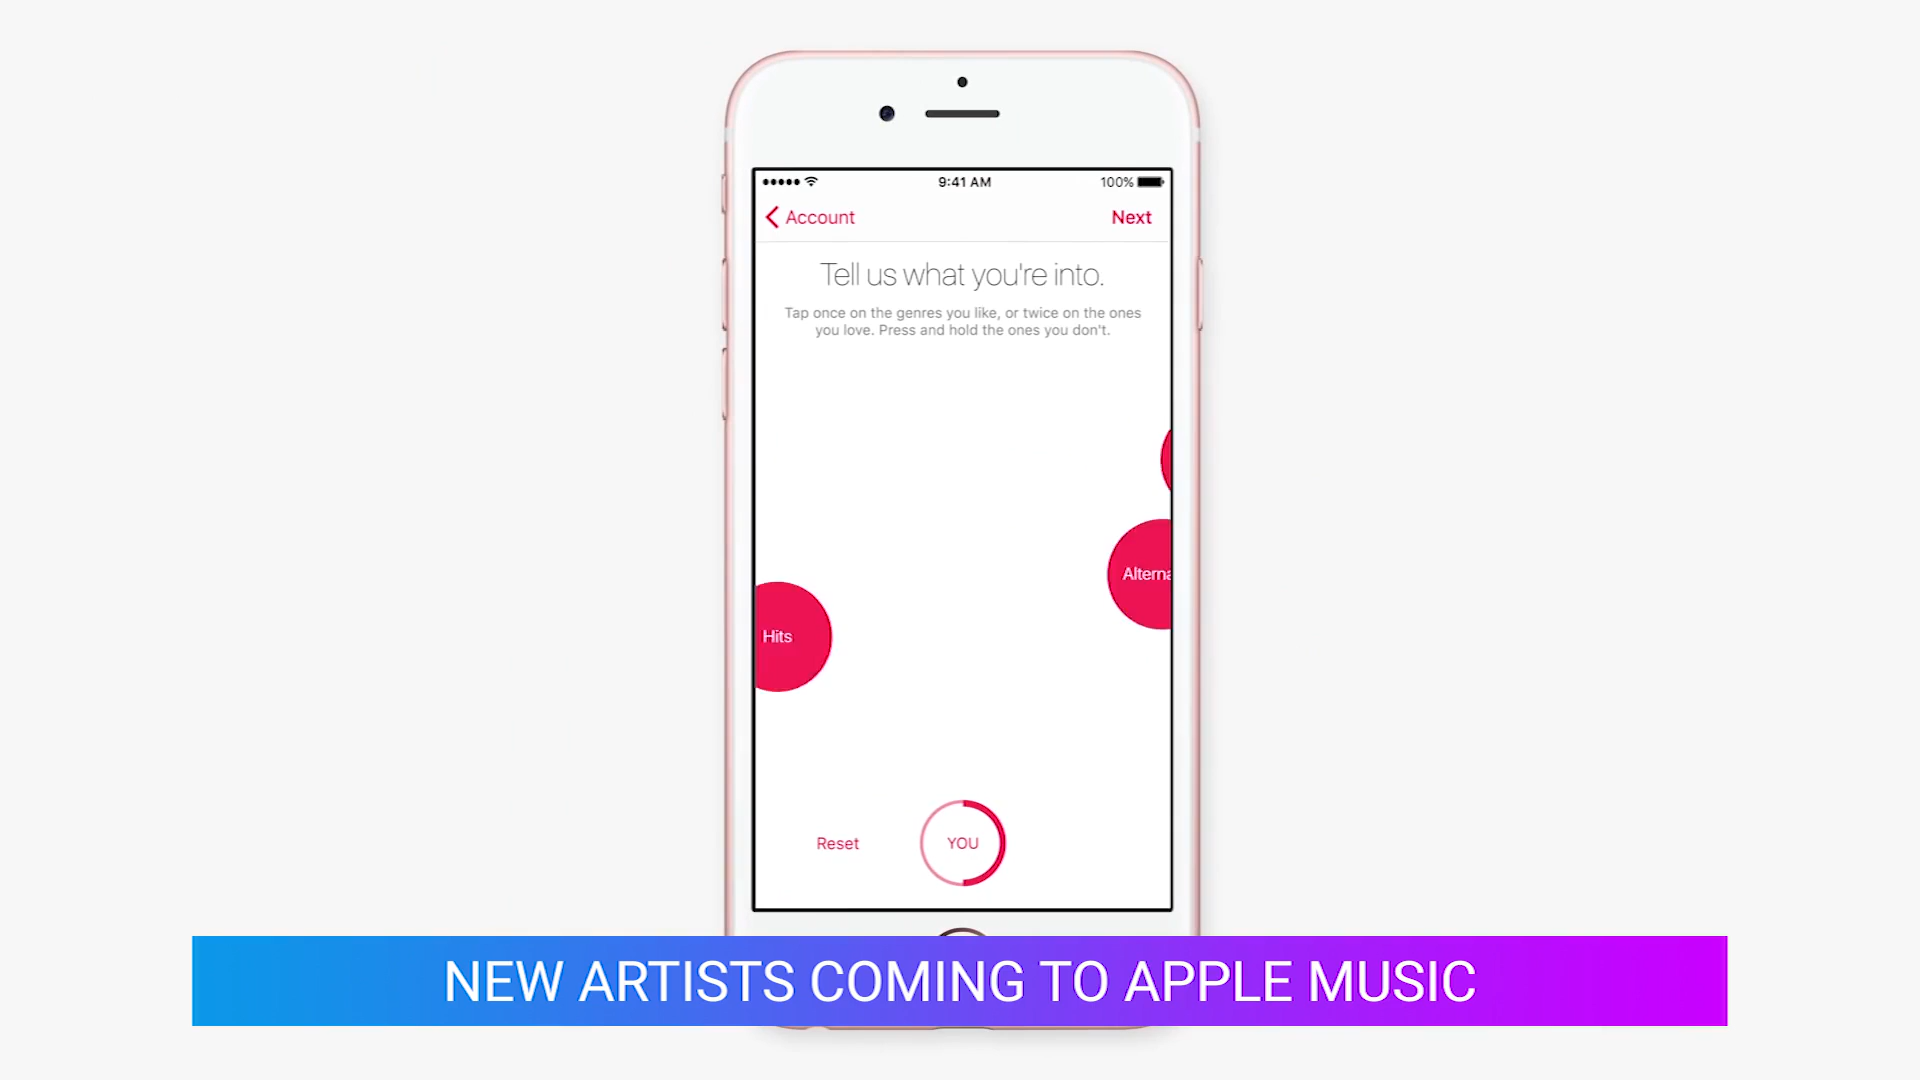 9:41 AM
100%
Account
Next
Tell us what you're into.
Tap once on the genres you like, or twice on the ones
you love. Press and hold the ones you don't.
Alterna
Hits
Reset
YOU
NEW ARTISTS COMING TO APPLE MUSIC